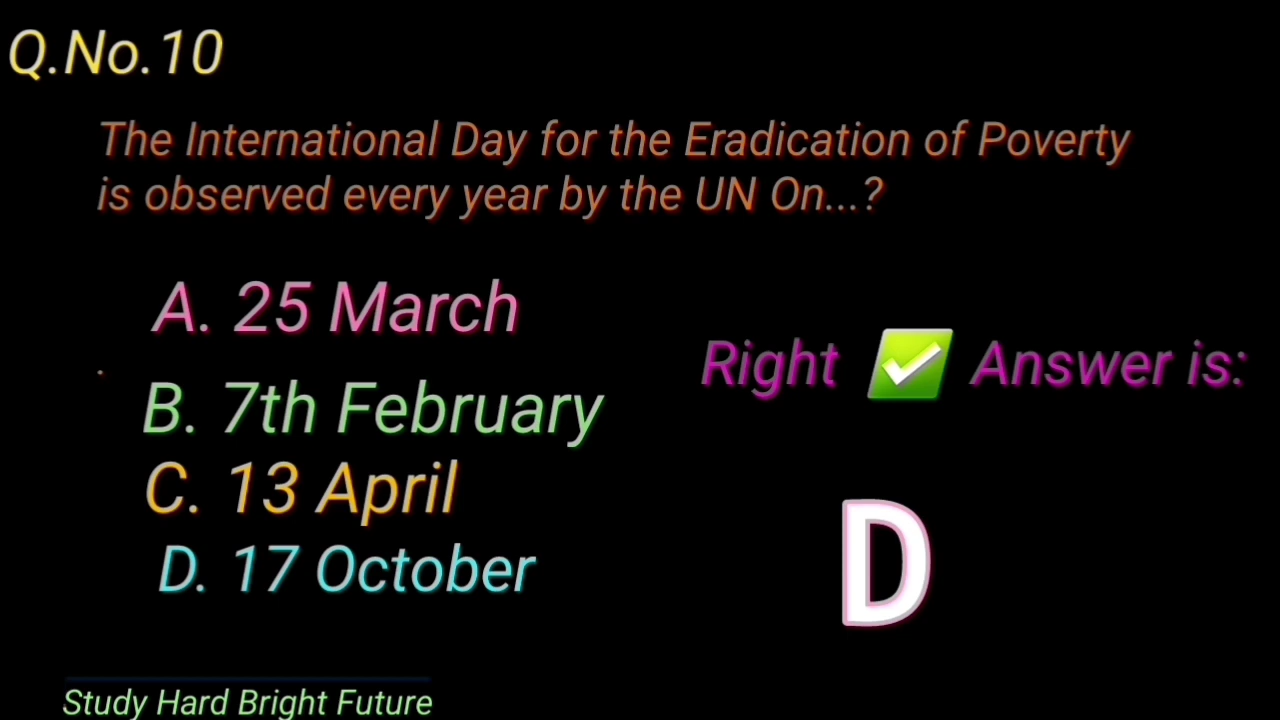 Q.No.10
The International Day for the Eradication of Poverty
is observed every year by the UN On...?
A. 25 March
B. 7th February
C. 13 April
D. 17 October
Right ✅ Answer is:
D
Study Hard Bright Future